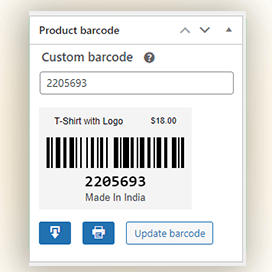 Product barcode
Custom barcode ?
2205693
T-Shirt with Logo $18.00
2205693
Made In India
Update barcode